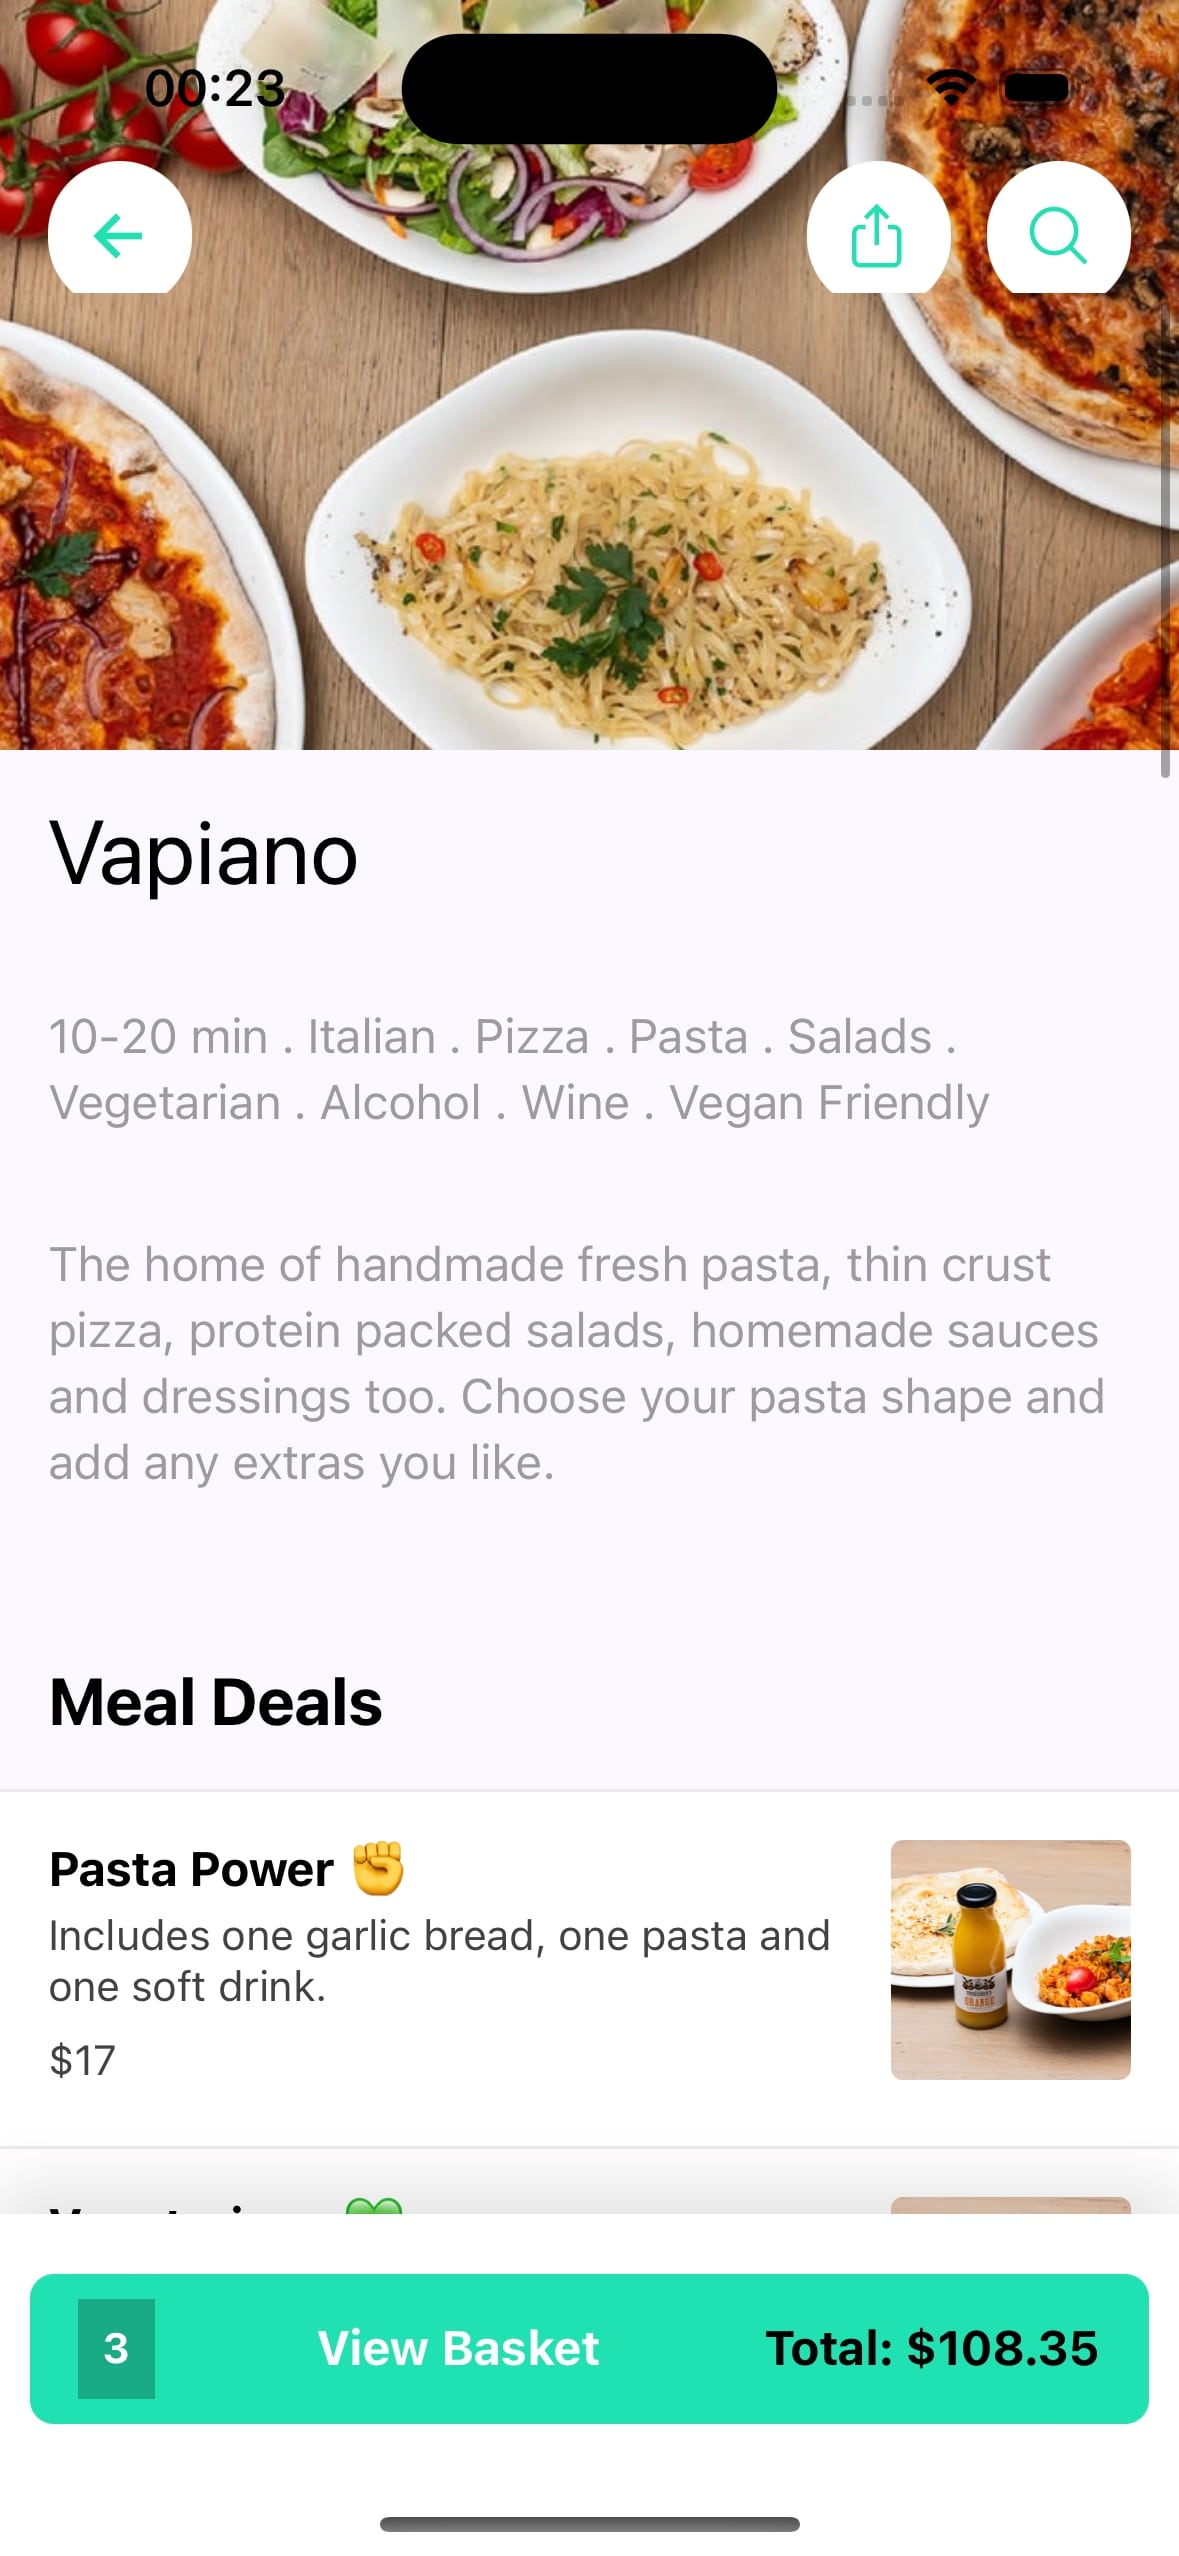 00:23
Vapiano
10-20 min . Italian . Pizza . Pasta . Salads .
Vegetarian . Alcohol . Wine . Vegan Friendly
The home of handmade fresh pasta, thin crust
pizza, protein packed salads, homemade sauces
and dressings too. Choose your pasta shape and
add any extras you like.
Meal Deals
Pasta Power ✊
Includes one garlic bread, one pasta and
one soft drink.
$17
ORANGE
3 View Basket Total: $108.35